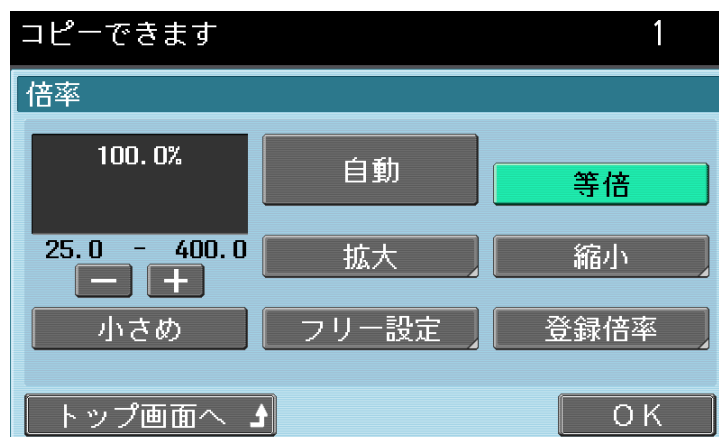 コピーできます 1
倍率
100.0%
自動
等倍
25.0 - 400.0
拡大
縮小
− +
小さめ
フリー設定
登録倍率
トップ画面へ
OK